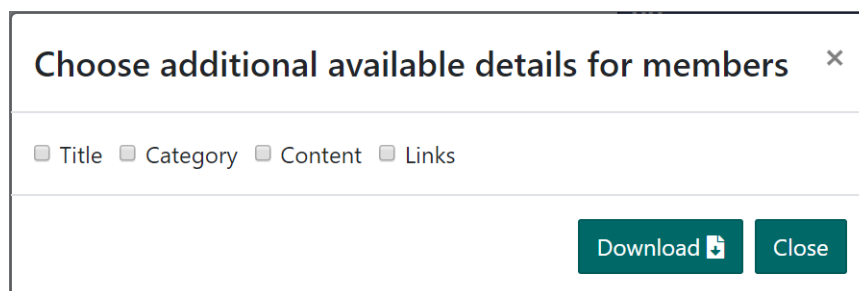 Choose additional available details for members ×
Title Category Content Links
Download Close